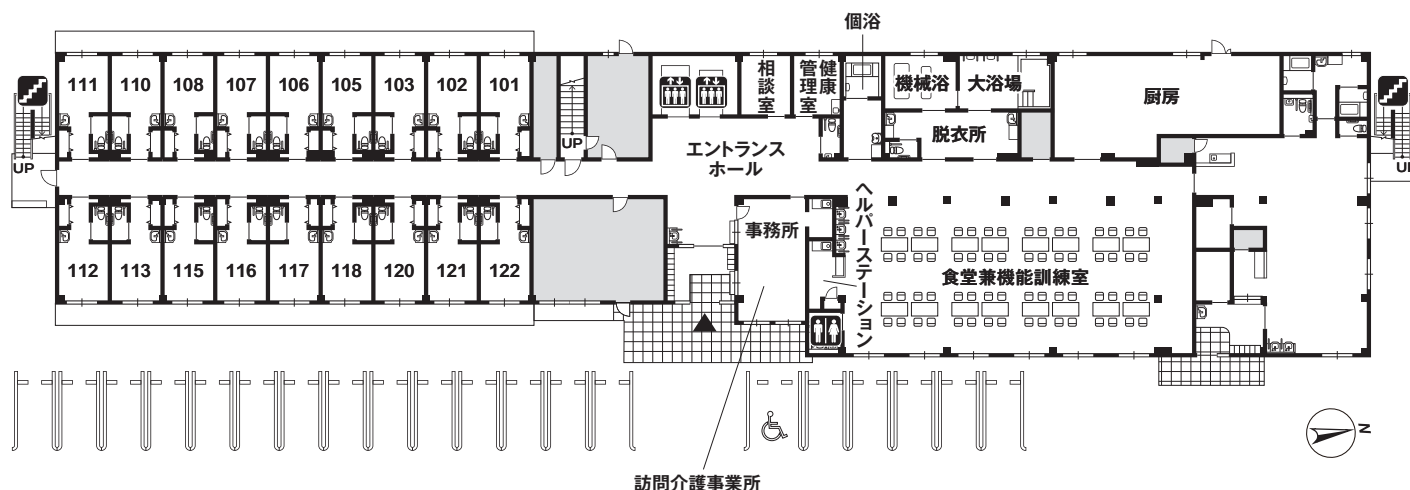 個浴
111 110 108 107 106 105 103 102 101
相談室
健康管理室
機械浴
大浴場
厨房
脱衣所
UP
UP
UP
エントランス
ホール
112 113 115 116 117 118 120 121 122
事務所
ヘルパーステーション
食堂兼機能訓練室
N
訪問介護事業所